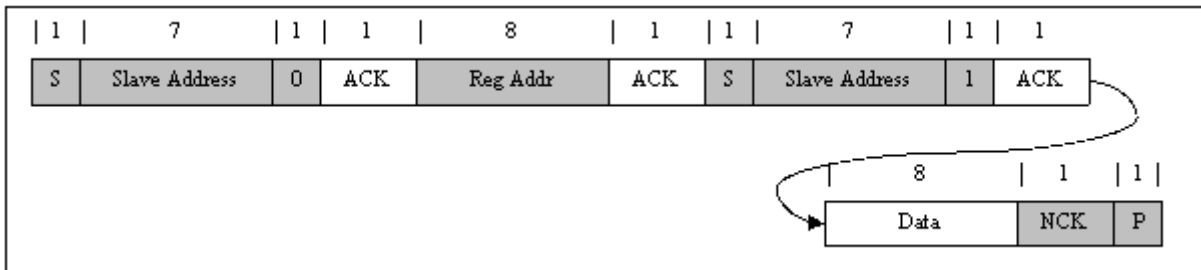 | 1 | 7 | 1 | 1 | 8 | 1 | 1 | 7 | 1 | 1
S Slave Address 0 ACK Reg Addr ACK S Slave Address 1 ACK
| 8 | 1 | 1 |
Data NCK P